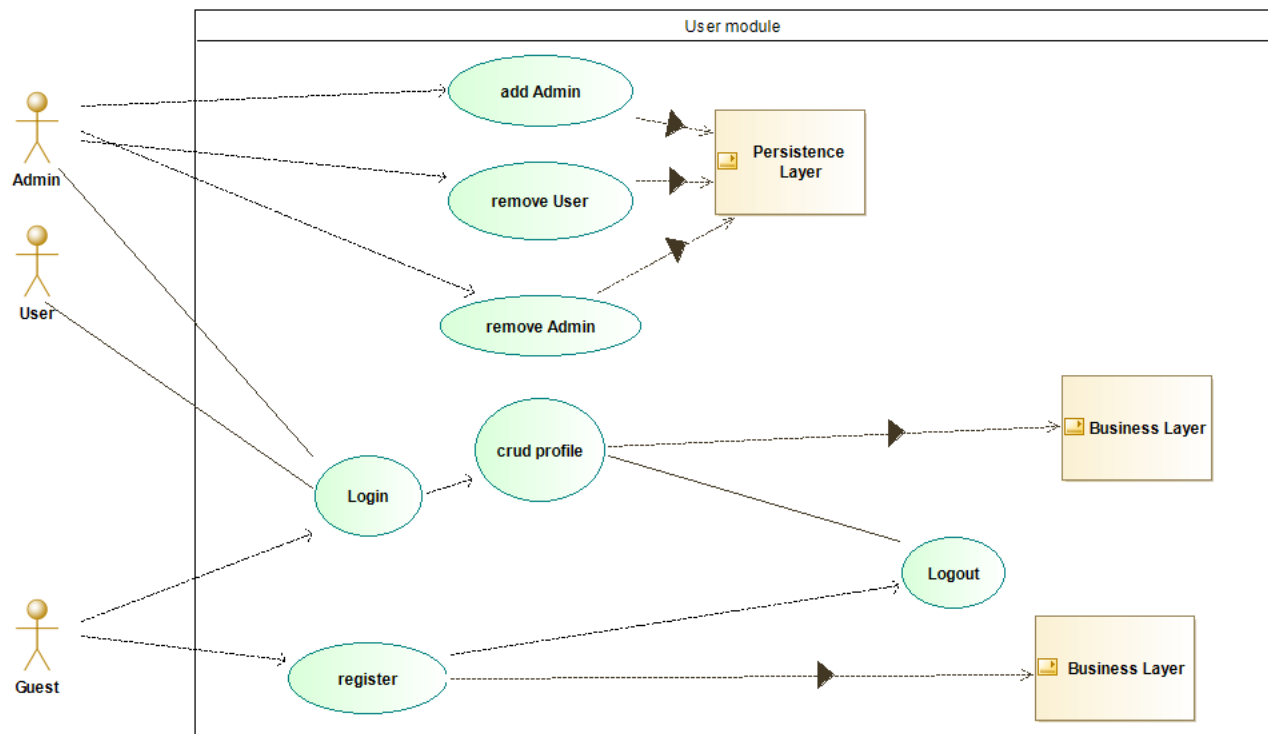 User module
add Admin
Persistence
Layer
Admin
remove User
User
remove Admin
Business Layer
crud profile
Login
Logout
Guest
register
Business Layer